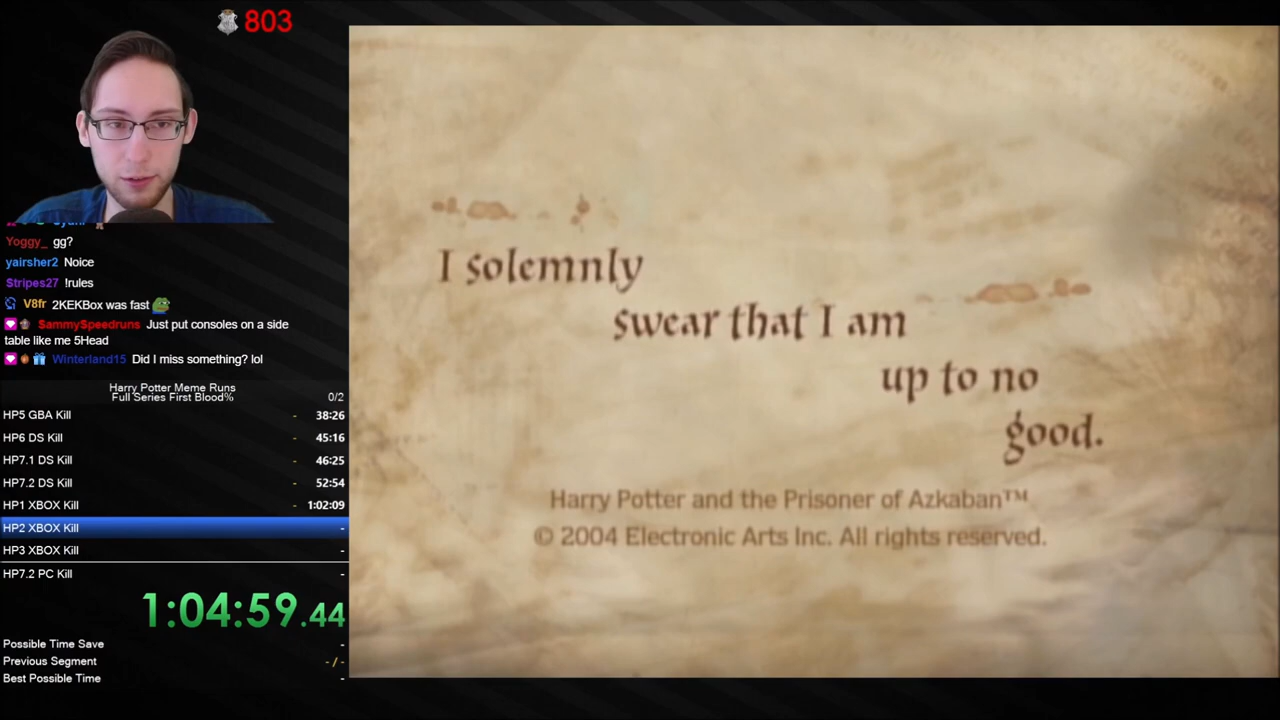 803
Yoggy_ gg?
yairsher2 Noice
Stripes27 !rules
V8fr 2KEKBox was fast
SammySpeedruns Just put consoles on a side
table like me 5Head
Winterland15 Did I miss something? lol
Harry Potter Meme Runs
Full Series First Blood% 0/2
HP5 GBA Kill - 38:26
HP6 DS Kill - 45:16
HP7.1 DS Kill - 46:25
HP7.2 DS Kill - 52:54
HP1 XBOX Kill - 1:02:09
HP2 XBOX Kill -
HP3 XBOX Kill -
HP7.2 PC Kill -
1:04:59.44
Possible Time Save -
Previous Segment - / -
Best Possible Time -
I solemnly
swear that I am
up to no
good.
Harry Potter and the Prisoner of Azkaban™
© 2004 Electronic Arts Inc. All rights reserved.